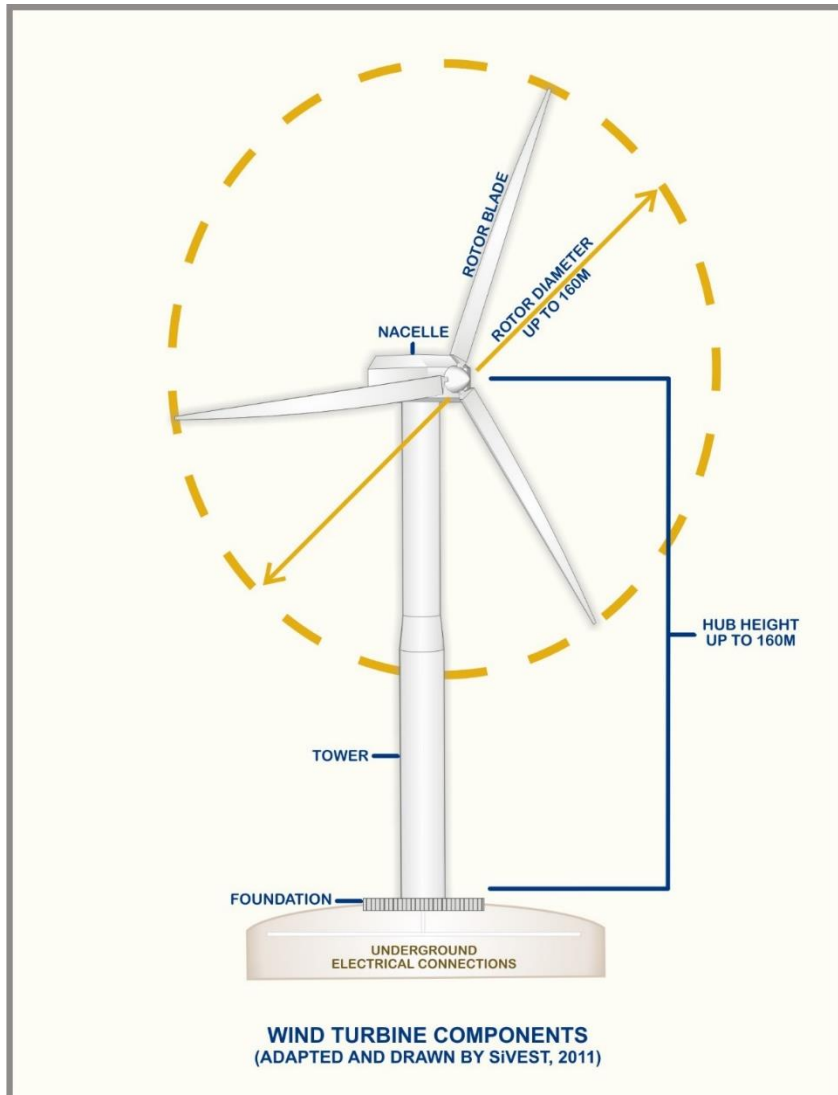 ROTOR BLADE
ROTOR DIAMETER
UP TO 160M
NACELLE
HUB HEIGHT
UP TO 160M
TOWER
FOUNDATION
UNDERGROUND
ELECTRICAL CONNECTIONS
WIND TURBINE COMPONENTS
(ADAPTED AND DRAWN BY SiVEST, 2011)